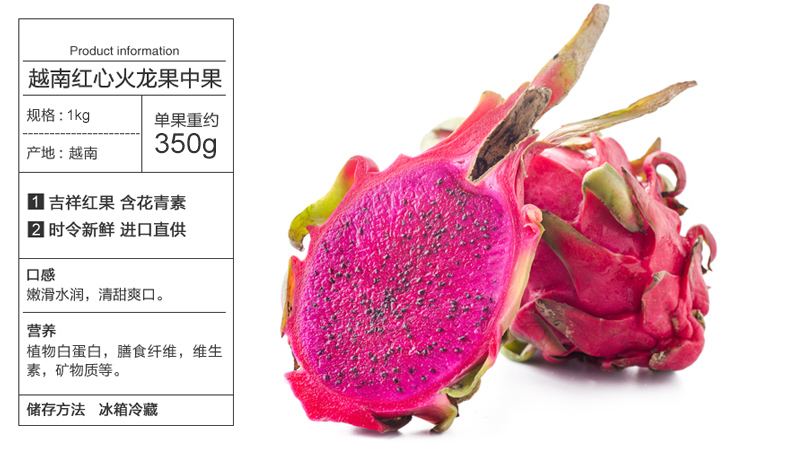 Product information
越南红心火龙果中果
规格：1kg
产地：越南
单果重约
350g
1 吉祥红果 含花青素
2 时令新鲜 进口直供
口感
嫩滑水润，清甜爽口。
营养
植物白蛋白，膳食纤维，维生
素，矿物质等。
储存方法 冰箱冷藏